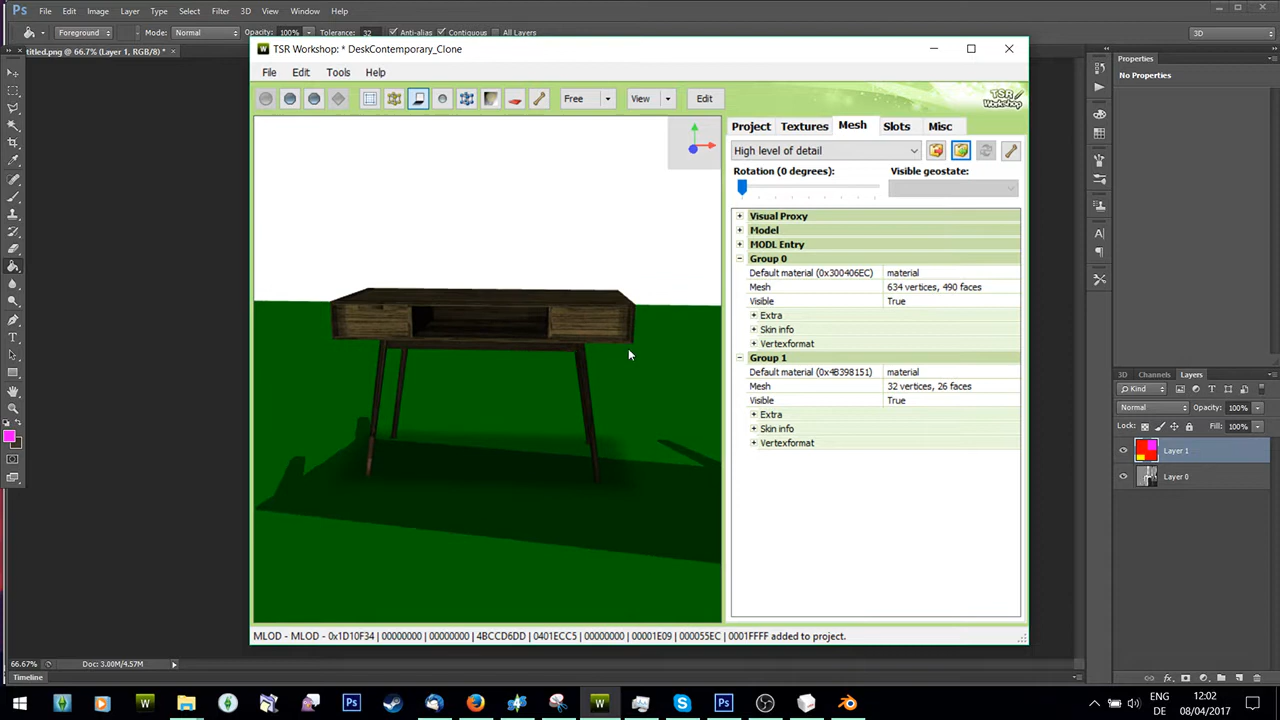 Ps File Edit Image Layer Type Select Filter 3D View Window Help
Foreground Mode: Normal Opacity: 100% Tolerance: 32 Anti-alias Contiguous All Layers 3D
titled.png @ 66.7% (Layer 1, RGB/8) *
TSR Workshop: * DeskContemporary_Clone
File Edit Tools Help
Free View Edit
TSR Workshop
Project Textures Mesh Slots Misc
High level of detail
Rotation (0 degrees): Visible geostate:
Visual Proxy
Model
MODL Entry
Group 0
Default material (0x300406EC) material
Mesh 634 vertices, 490 faces
Visible True
Extra
Skin info
Vertexformat
Group 1
Default material (0x4B398151) material
Mesh 32 vertices, 26 faces
Visible True
Extra
Skin info
Vertexformat
MLOD - MLOD - 0x1D10F34 | 00000000 | 00000000 | 4BCCD6DD | 0401ECC5 | 00000000 | 00001E09 | 000055EC | 0001FFFF added to project.
Properties
No Properties
3D Channels Layers
Kind
Normal Opacity: 100%
Lock: Fill: 100%
Layer 1
Layer 0
66.67% Doc: 3.00M/4.57M
Timeline
ENG 12:02
DE 08/04/2017